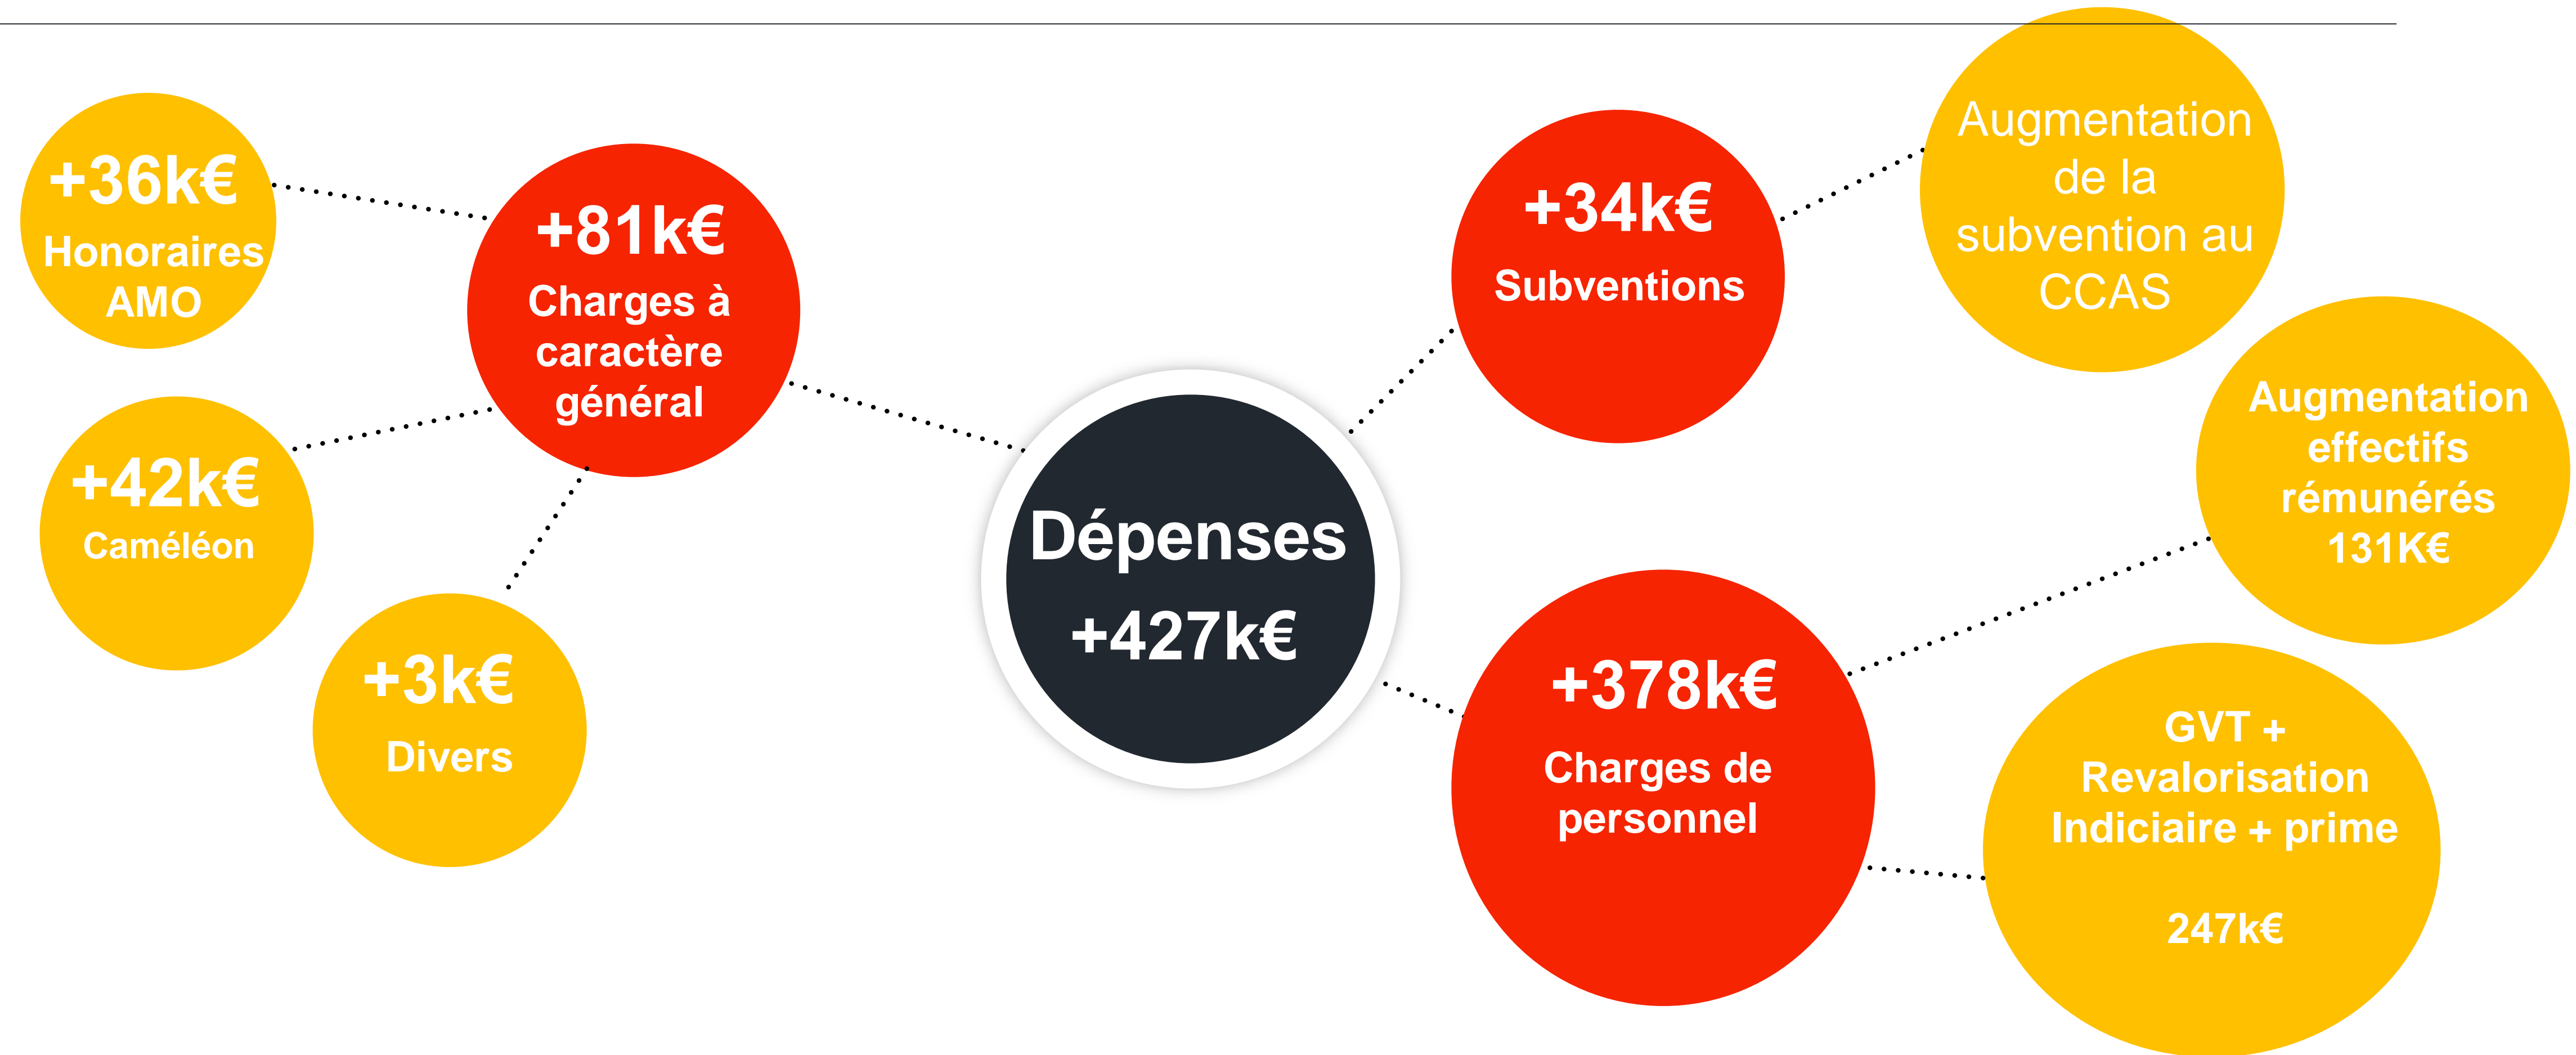 +36k€
Honoraires
AMO
+81k€
Charges à
caractère
général
+42k€
Caméléon
+3k€
Divers
Dépenses
+427k€
+34k€
Subventions
Augmentation
de la
subvention au
CCAS
+378k€
Charges de
personnel
Augmentation
effectifs
rémunérés
131K€
GVT +
Revalorisation
Indiciaire + prime
247k€